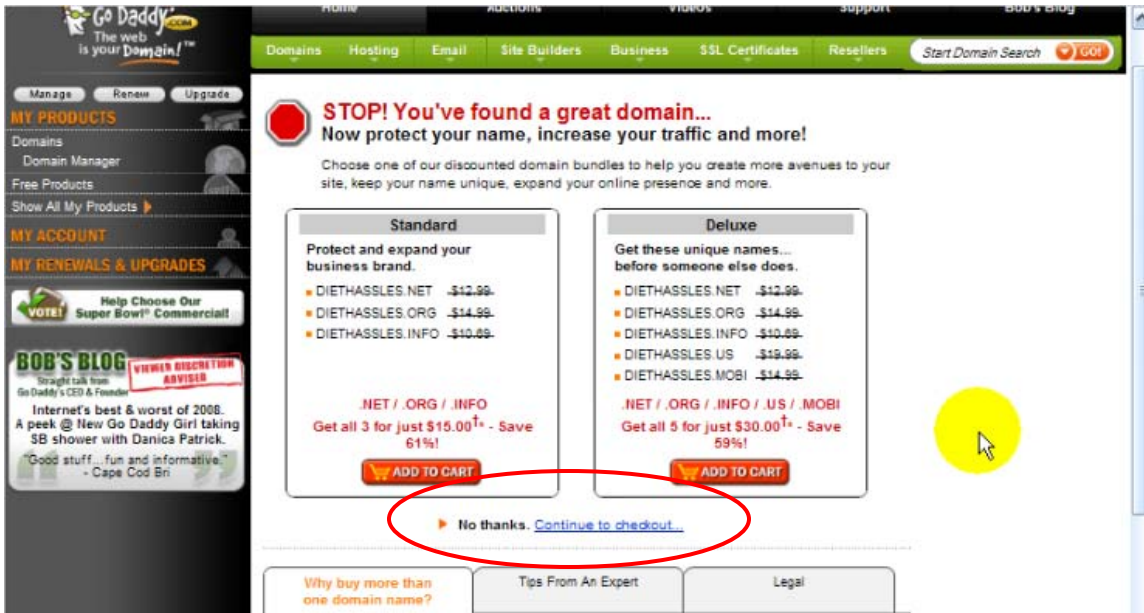 Go Daddy.COM
The web
is your Domain!™
Home
Auctions
Videos
Support
Bob's Blog
Domains
Hosting
Email
Site Builders
Business
SSL Certificates
Resellers
Start Domain Search
GO!
Manage
Renew
Upgrade
MY PRODUCTS
Domains
Domain Manager
Free Products
Show All My Products
MY ACCOUNT
MY RENEWALS & UPGRADES
VOTE!
Help Choose Our
Super Bowl® Commercial!
BOB'S BLOG
Straight talk from
Go Daddy's CEO & Founder
VIEWER DISCRETION
ADVISED
Internet's best & worst of 2008.
A peek @ New Go Daddy Girl taking
SB shower with Danica Patrick.
"Good stuff...fun and informative."
- Cape Cod Bri
STOP! You've found a great domain...
Now protect your name, increase your traffic and more!
Choose one of our discounted domain bundles to help you create more avenues to your
site, keep your name unique, expand your online presence and more.
Standard
Protect and expand your
business brand.
DIETHASSLES.NET $12.99
DIETHASSLES.ORG $14.99
DIETHASSLES.INFO $10.69
.NET / .ORG / .INFO
Get all 3 for just $15.00†* - Save
61%!
ADD TO CART
Deluxe
Get these unique names...
before someone else does.
DIETHASSLES.NET $12.99
DIETHASSLES.ORG $14.99
DIETHASSLES.INFO $10.69
DIETHASSLES.US $19.99
DIETHASSLES.MOBI $14.99
.NET / .ORG / .INFO / .US / .MOBI
Get all 5 for just $30.00†* - Save
59%!
ADD TO CART
No thanks. Continue to checkout...
Why buy more than
one domain name?
Tips From An Expert
Legal